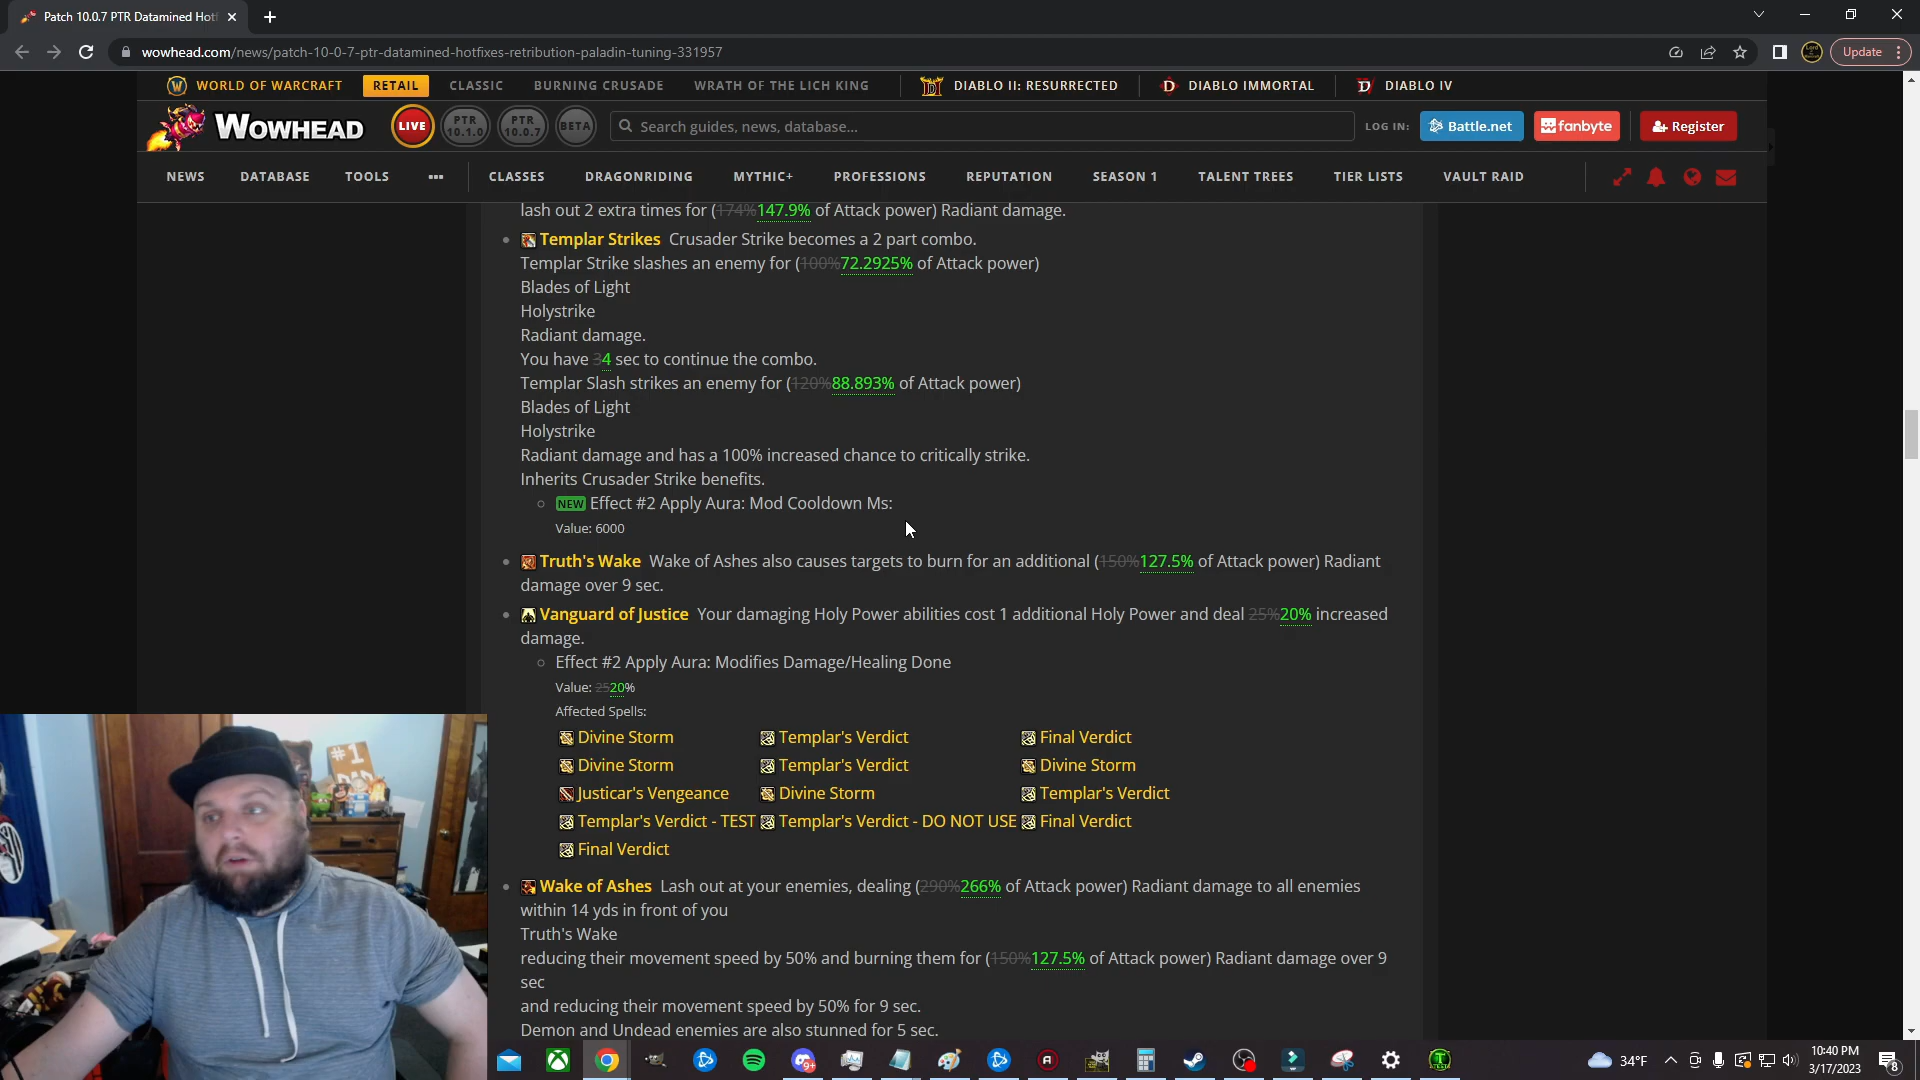 Patch 10.0.7 PTR Datamined Hotf
wowhead.com/news/patch-10-0-7-ptr-datamined-hotfixes-retribution-paladin-tuning-331957
Update
WORLD OF WARCRAFT RETAIL CLASSIC BURNING CRUSADE WRATH OF THE LICH KING DIABLO II: RESURRECTED DIABLO IMMORTAL DIABLO IV
WOWHEAD LIVE PTR 10.1.0 PTR 10.0.7 BETA Search guides, news, database... LOG IN: Battle.net fanbyte Register
NEWS DATABASE TOOLS ••• CLASSES DRAGONRIDING MYTHIC+ PROFESSIONS REPUTATION SEASON 1 TALENT TREES TIER LISTS VAULT RAID
lash out 2 extra times for (174%147.9% of Attack power) Radiant damage.
Templar Strikes Crusader Strike becomes a 2 part combo.
Templar Strike slashes an enemy for (100%72.2925% of Attack power)
Blades of Light
Holystrike
Radiant damage.
You have 34 sec to continue the combo.
Templar Slash strikes an enemy for (120%88.893% of Attack power)
Blades of Light
Holystrike
Radiant damage and has a 100% increased chance to critically strike.
Inherits Crusader Strike benefits.
NEW Effect #2 Apply Aura: Mod Cooldown Ms:
Value: 6000
Truth's Wake Wake of Ashes also causes targets to burn for an additional (150%127.5% of Attack power) Radiant
damage over 9 sec.
Vanguard of Justice Your damaging Holy Power abilities cost 1 additional Holy Power and deal 25%20% increased
damage.
Effect #2 Apply Aura: Modifies Damage/Healing Done
Value: 2520%
Affected Spells:
Divine Storm Templar's Verdict Final Verdict
Divine Storm Templar's Verdict Divine Storm
Justicar's Vengeance Divine Storm Templar's Verdict
Templar's Verdict - TEST Templar's Verdict - DO NOT USE Final Verdict
Final Verdict
Wake of Ashes Lash out at your enemies, dealing (290%266% of Attack power) Radiant damage to all enemies
within 14 yds in front of you
Truth's Wake
reducing their movement speed by 50% and burning them for (150%127.5% of Attack power) Radiant damage over 9
sec
and reducing their movement speed by 50% for 9 sec.
Demon and Undead enemies are also stunned for 5 sec.
#1
DAD
9+
34°F
10:40 PM
3/17/2023
8